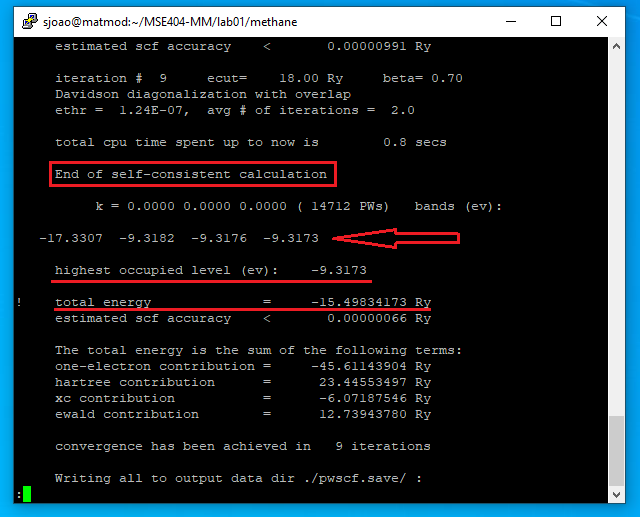 sjoao@matmod:~/MSE404-MM/lab01/methane
estimated scf accuracy < 0.00000991 Ry
iteration # 9 ecut= 18.00 Ry beta= 0.70
Davidson diagonalization with overlap
ethr = 1.24E-07, avg # of iterations = 2.0
total cpu time spent up to now is 0.8 secs
End of self-consistent calculation
k = 0.0000 0.0000 0.0000 ( 14712 PWs) bands (ev):
-17.3307 -9.3182 -9.3176 -9.3173
highest occupied level (ev): -9.3173
! total energy = -15.49834173 Ry
estimated scf accuracy < 0.00000066 Ry
The total energy is the sum of the following terms:
one-electron contribution = -45.61143904 Ry
hartree contribution = 23.44553497 Ry
xc contribution = -6.07187546 Ry
ewald contribution = 12.73943780 Ry
convergence has been achieved in 9 iterations
Writing all to output data dir ./pwscf.save/ :
: